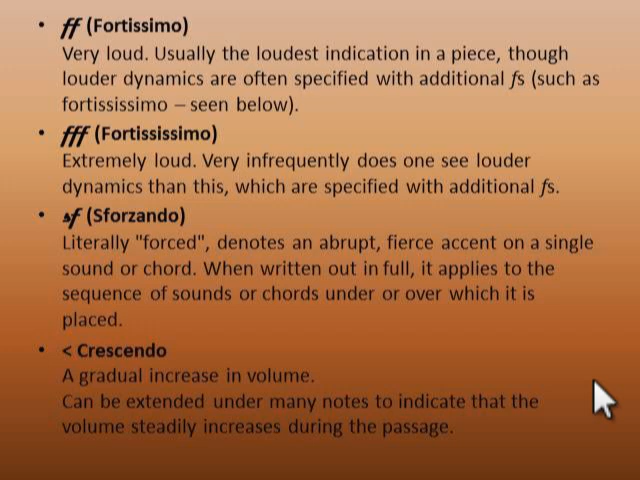 • ff (Fortissimo)
Very loud. Usually the loudest indication in a piece, though
louder dynamics are often specified with additional fs (such as
fortississimo – seen below).
• fff (Fortississimo)
Extremely loud. Very infrequently does one see louder
dynamics than this, which are specified with additional fs.
• sf (Sforzando)
Literally "forced", denotes an abrupt, fierce accent on a single
sound or chord. When written out in full, it applies to the
sequence of sounds or chords under or over which it is
placed.
• < Crescendo
A gradual increase in volume.
Can be extended under many notes to indicate that the
volume steadily increases during the passage.